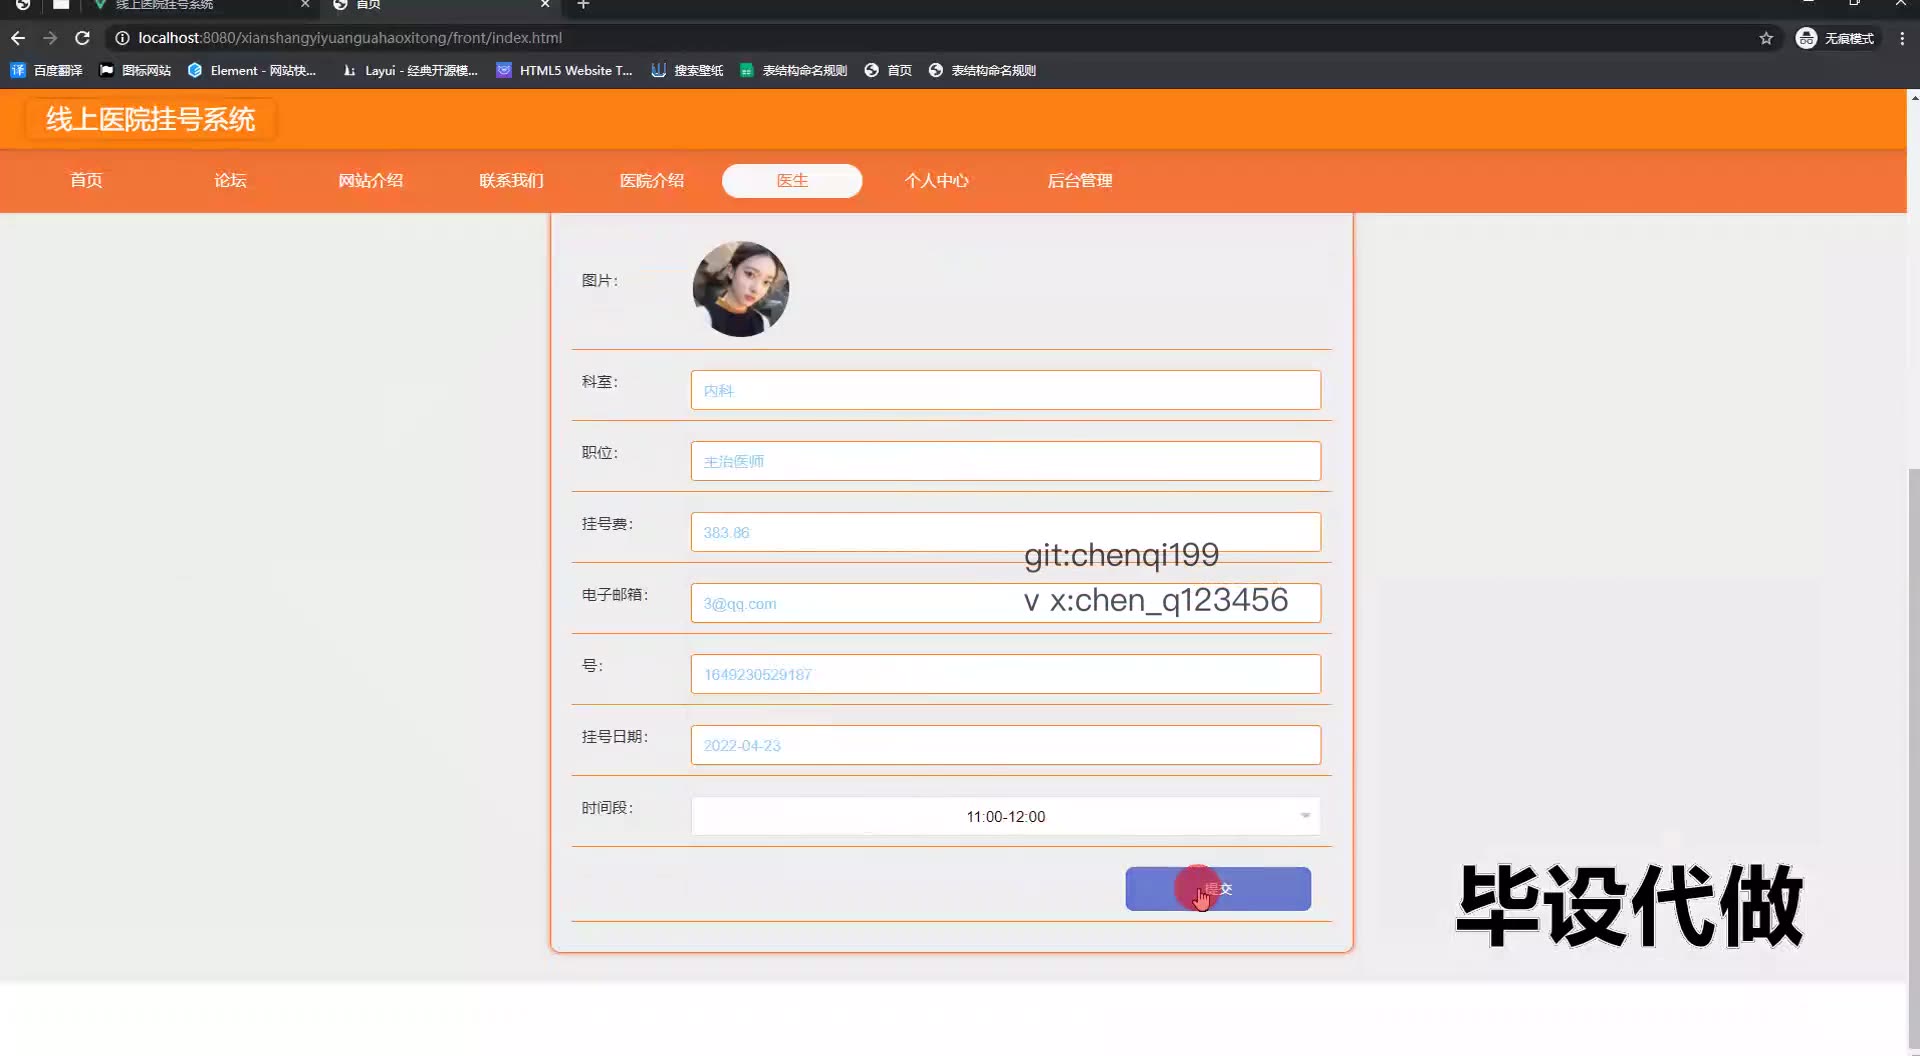 线上医院挂号系统
首页
localhost:8080/xianshangyiyuanguahaoxitong/front/index.html
无痕模式
百度翻译
图标网站
Element - 网站快...
Layui - 经典开源模...
HTML5 Website T...
搜索壁纸
表结构命名规则
首页
表结构命名规则
线上医院挂号系统
首页
论坛
网站介绍
联系我们
医院介绍
医生
个人中心
后台管理
图片：
科室：
内科
职位：
主治医师
挂号费：
383.86
git:chenqi199
电子邮箱：
3@qq.com
v x:chen_q123456
号：
1649230529187
挂号日期：
2022-04-23
时间段：
11:00-12:00
提交
毕设代做